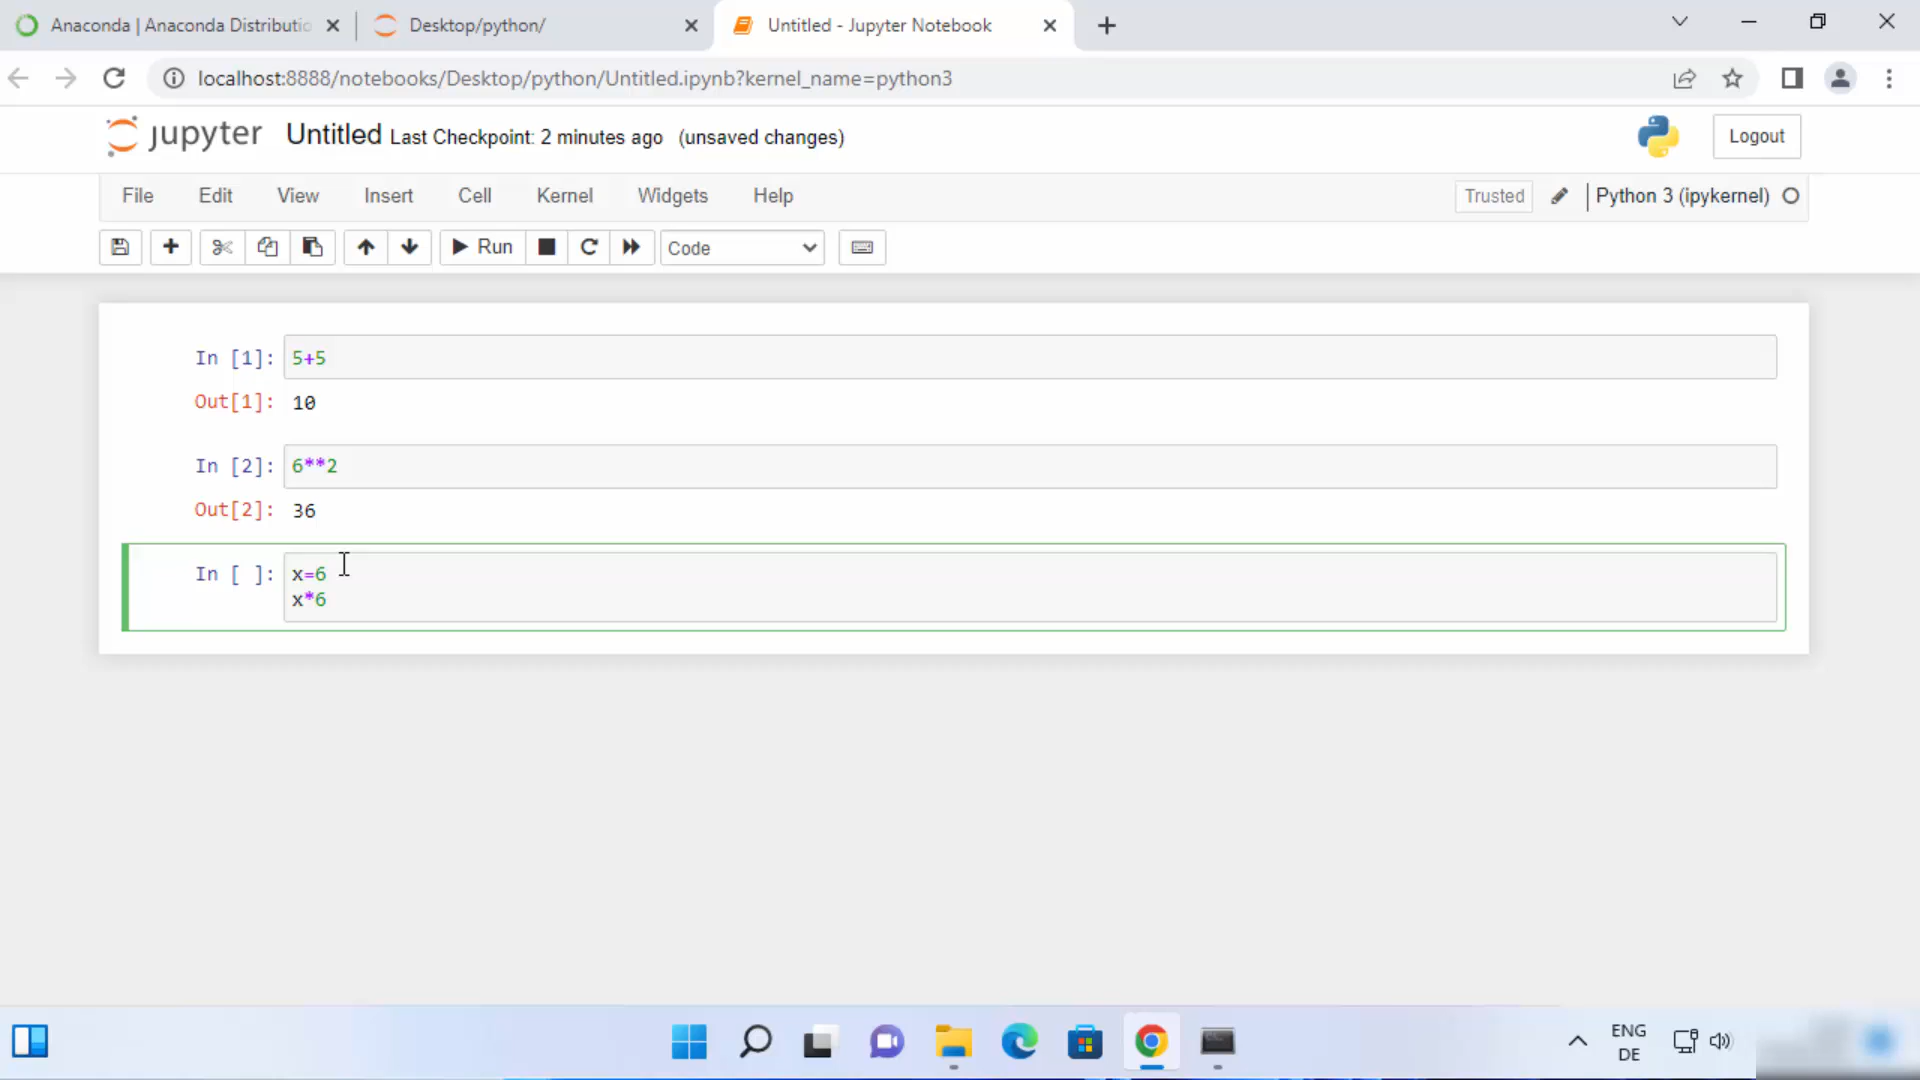 Anaconda | Anaconda Distributio
Desktop/python/
Untitled - Jupyter Notebook
localhost:8888/notebooks/Desktop/python/Untitled.ipynb?kernel_name=python3
jupyter Untitled Last Checkpoint: 2 minutes ago (unsaved changes)
Logout
File Edit View Insert Cell Kernel Widgets Help
Trusted
Python 3 (ipykernel)
Run
Code
In [1]: 5+5
Out[1]: 10
In [2]: 6**2
Out[2]: 36
In [ ]: x=6
x*6
ENG
DE